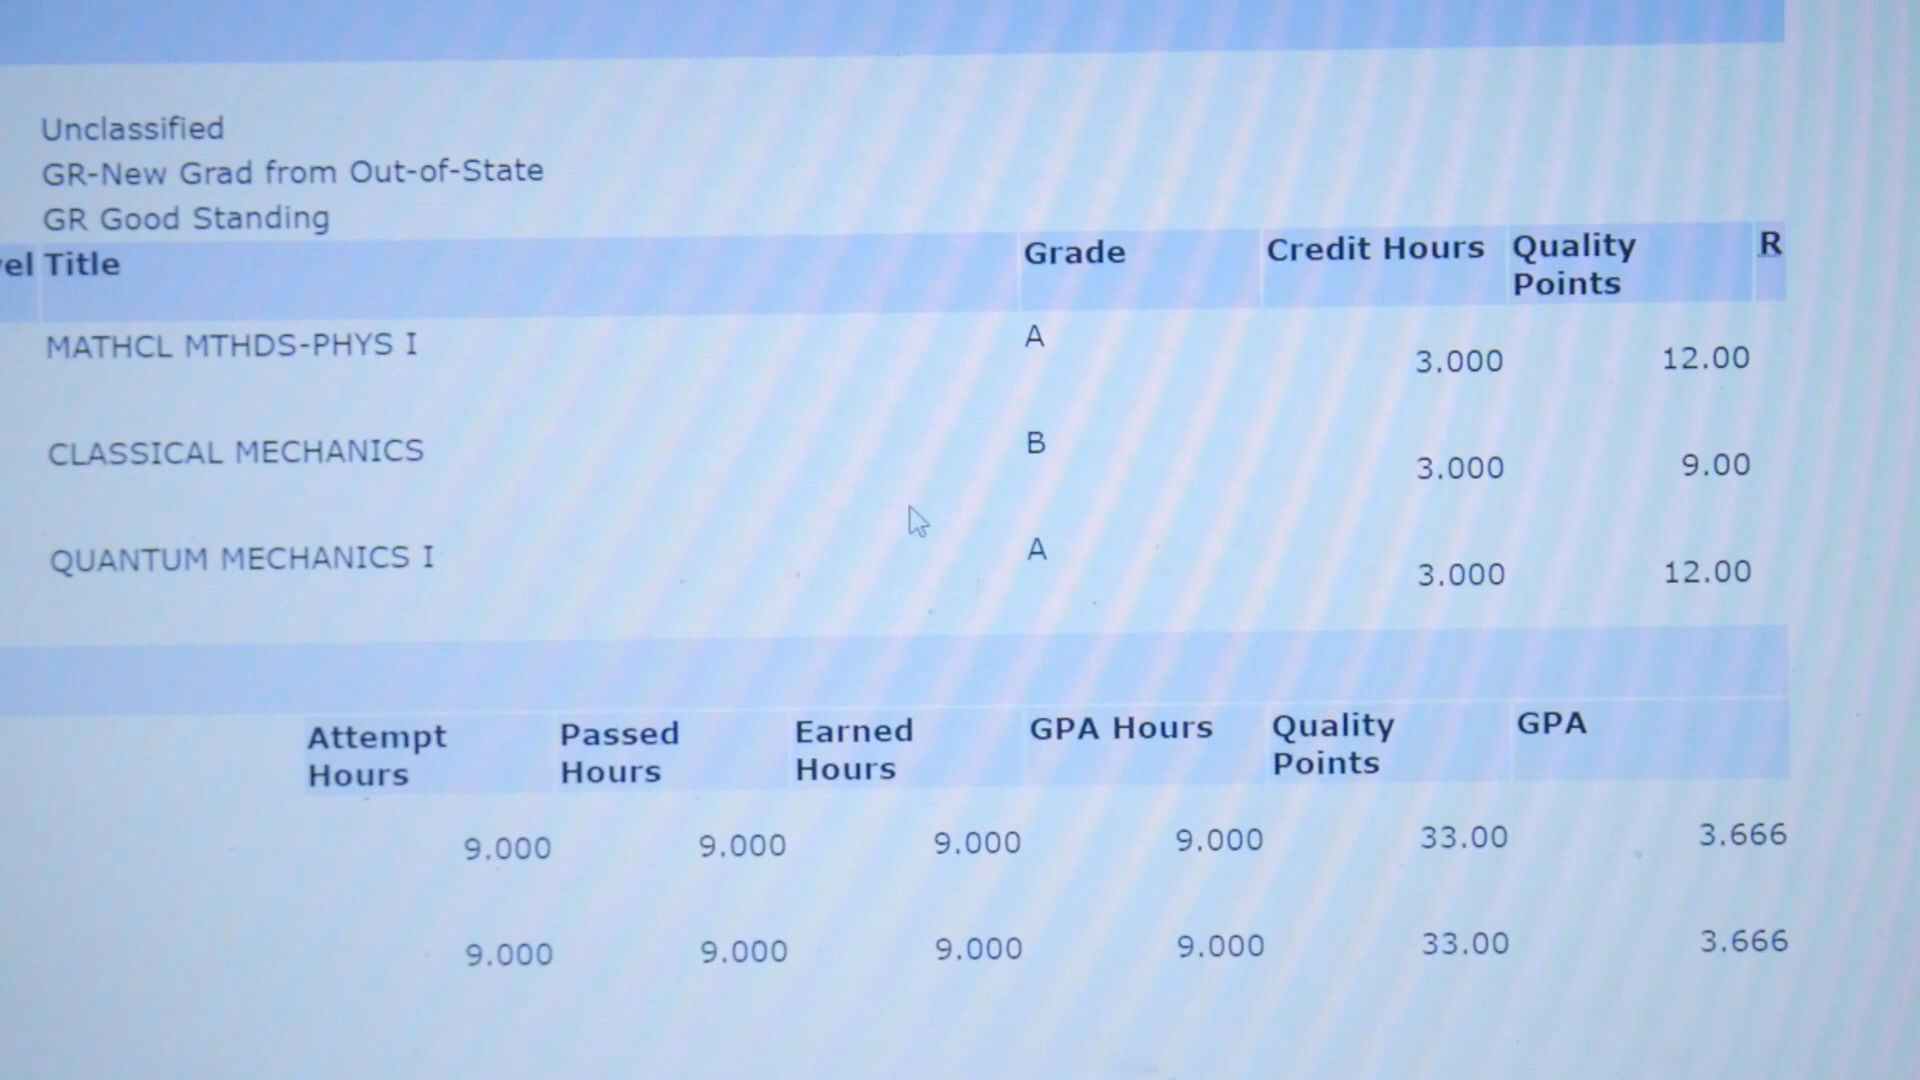 Unclassified
GR-New Grad from Out-of-State
GR Good Standing
Title Grade Credit Hours Quality Points R
MATHCL MTHDS-PHYS I A 3.000 12.00
CLASSICAL MECHANICS B 3.000 9.00
QUANTUM MECHANICS I A 3.000 12.00
Attempt Hours Passed Hours Earned Hours GPA Hours Quality Points GPA
9.000 9.000 9.000 9.000 33.00 3.666
9.000 9.000 9.000 9.000 33.00 3.666